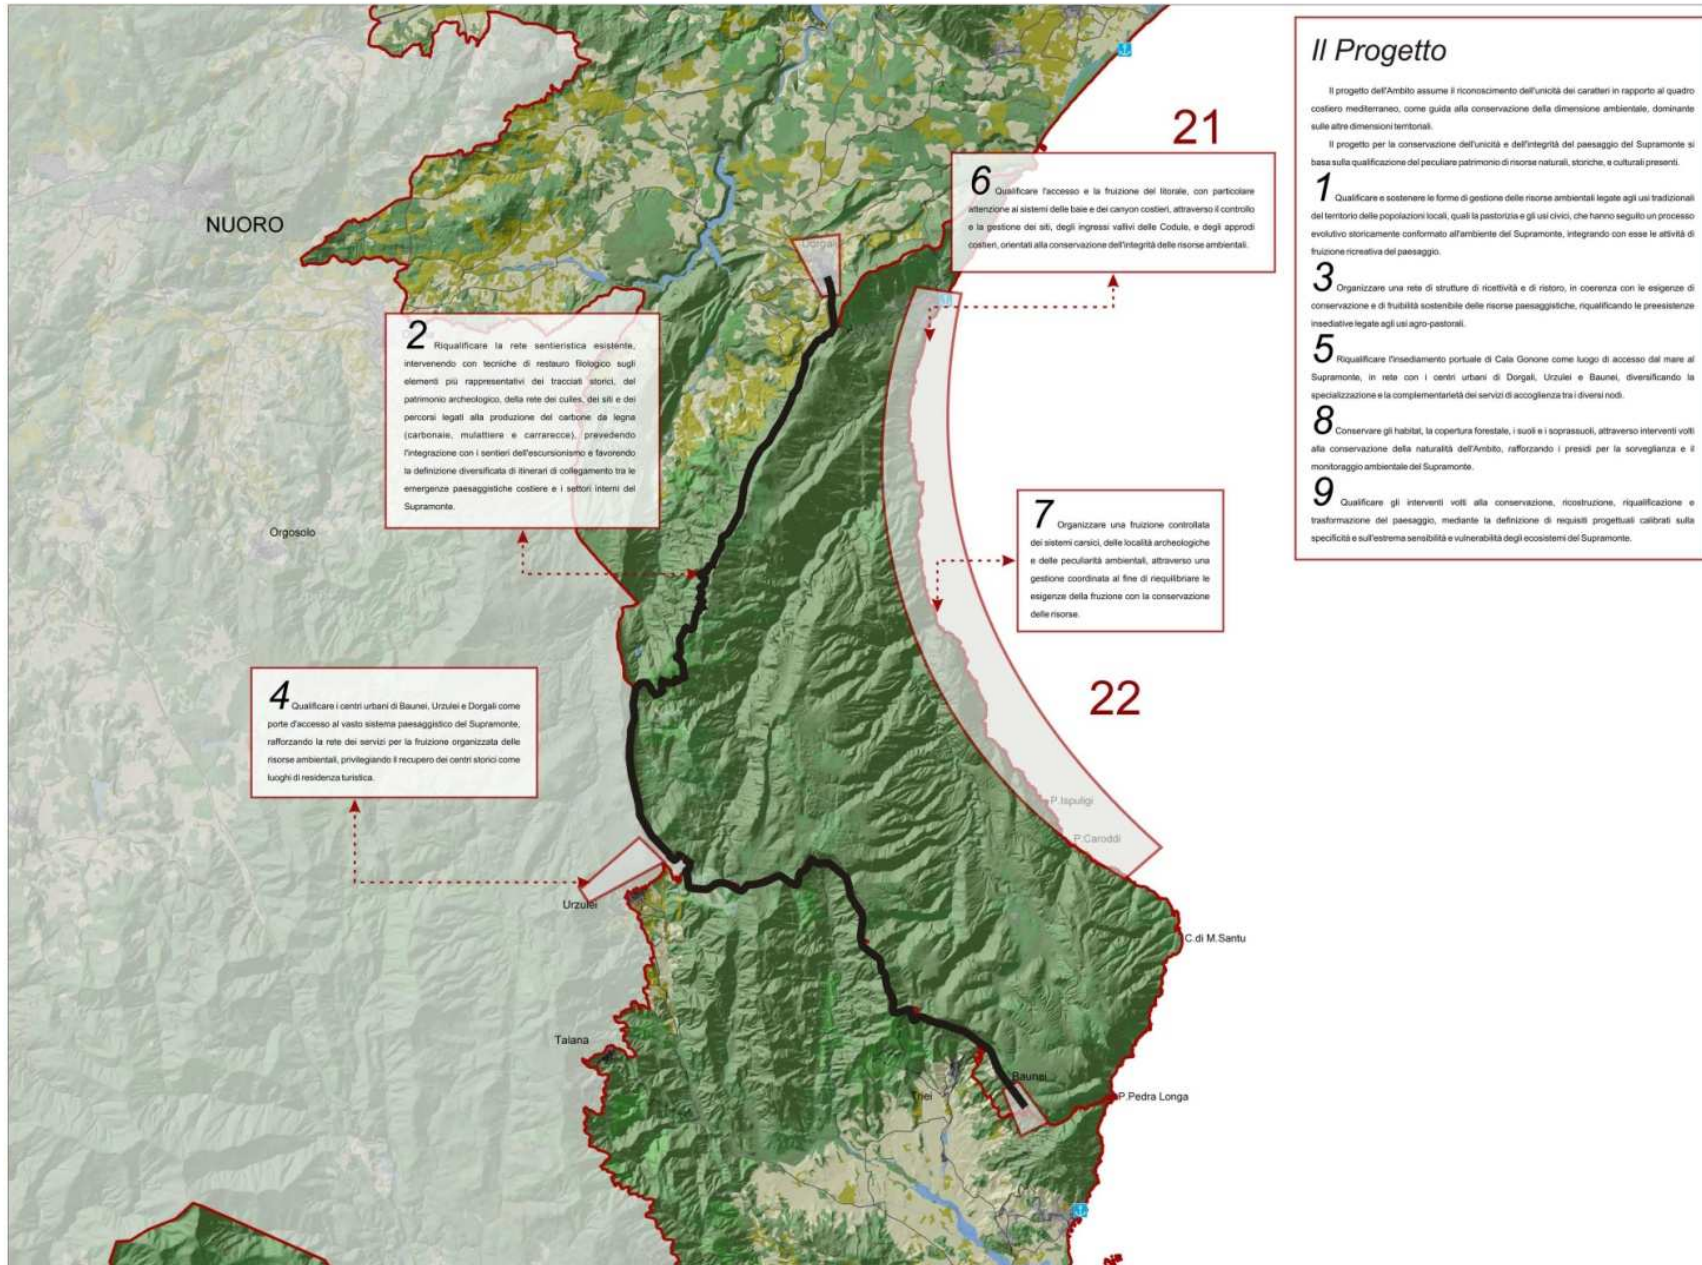 Il Progetto
Il progetto dell'Ambito assume il riconoscimento dell'unicità dei caratteri in rapporto al quadro
costiero mediterraneo, come guida alla conservazione della dimensione ambientale, dominante
sulle altre dimensioni territoriali.
Il progetto per la conservazione dell'unicità e dell'integrità del paesaggio del Supramonte si
basa sulla qualificazione del peculiare patrimonio di risorse naturali, storiche, e culturali presenti.
1 Qualificare e sostenere le forme di gestione delle risorse ambientali legate agli usi tradizionali
del territorio delle popolazioni locali, quali la pastorizia e gli usi civici, che hanno seguito un processo
evolutivo storicamente conformato all'ambiente del Supramonte, integrando con esse le attività di
fruizione ricreativa del paesaggio.
3 Organizzare una rete di strutture di ricettività e di ristoro, in coerenza con le esigenze di
conservazione e di fruibilità sostenibile delle risorse paesaggistiche, riqualificando le preesistenze
insediative legate agli usi agro-pastorali.
5 Riqualificare l'insediamento portuale di Cala Gonone come luogo di accesso dal mare al
Supramonte, in rete con i centri urbani di Dorgali, Urzulei e Baunei, diversificando la
specializzazione e la complementarietà dei servizi di accoglienza tra i diversi nodi.
8 Conservare gli habitat, la copertura forestale, i suoli e i soprassuoli, attraverso interventi volti
alla conservazione della naturalità dell'Ambito, rafforzando i presidi per la sorveglianza e il
monitoraggio ambientale del Supramonte.
9 Qualificare gli interventi volti alla conservazione, ricostruzione, riqualificazione e
trasformazione del paesaggio, mediante la definizione di requisiti progettuali calibrati sulla
specificità e sull'estrema sensibilità e vulnerabilità degli ecosistemi del Supramonte.
21
6 Qualificare l'accesso e la fruizione del litorale, con particolare
attenzione ai sistemi delle baie e dei canyon costieri, attraverso il controllo
e la gestione dei siti, degli ingressi vallivi delle Codule, e degli approdi
costieri, orientati alla conservazione dell'integrità delle risorse ambientali.
NUORO
Dorgali
2 Riqualificare la rete sentieristica esistente,
intervenendo con tecniche di restauro filologico sugli
elementi più rappresentativi dei tracciati storici, del
patrimonio archeologico, della rete dei cuiles, dei siti e dei
percorsi legati alla produzione del carbone da legna
(carbonaie, mulattiere e carrarecce), prevedendo
l'integrazione con i sentieri dell'escursionismo e favorendo
la definizione diversificata di itinerari di collegamento tra le
emergenze paesaggistiche costiere e i settori interni del
Supramonte.
Orgosolo
7 Organizzare una fruizione controllata
dei sistemi carsici, delle località archeologiche
e delle peculiarità ambientali, attraverso una
gestione coordinata al fine di riequilibriare le
esigenze della fruzione con la conservazione
delle risorse.
4 Qualificare i centri urbani di Baunei, Urzulei e Dorgali come
porte d'accesso al vasto sistema paesaggistico del Supramonte,
rafforzando la rete dei servizi per la fruizione organizzata delle
risorse ambientali, privilegiando il recupero dei centri storici come
luoghi di residenza turistica.
22
P.Ispuligi
P.Caroddi
Urzulei
C.di M.Santu
Talana
Baunei
Triei
P.Pedra Longa